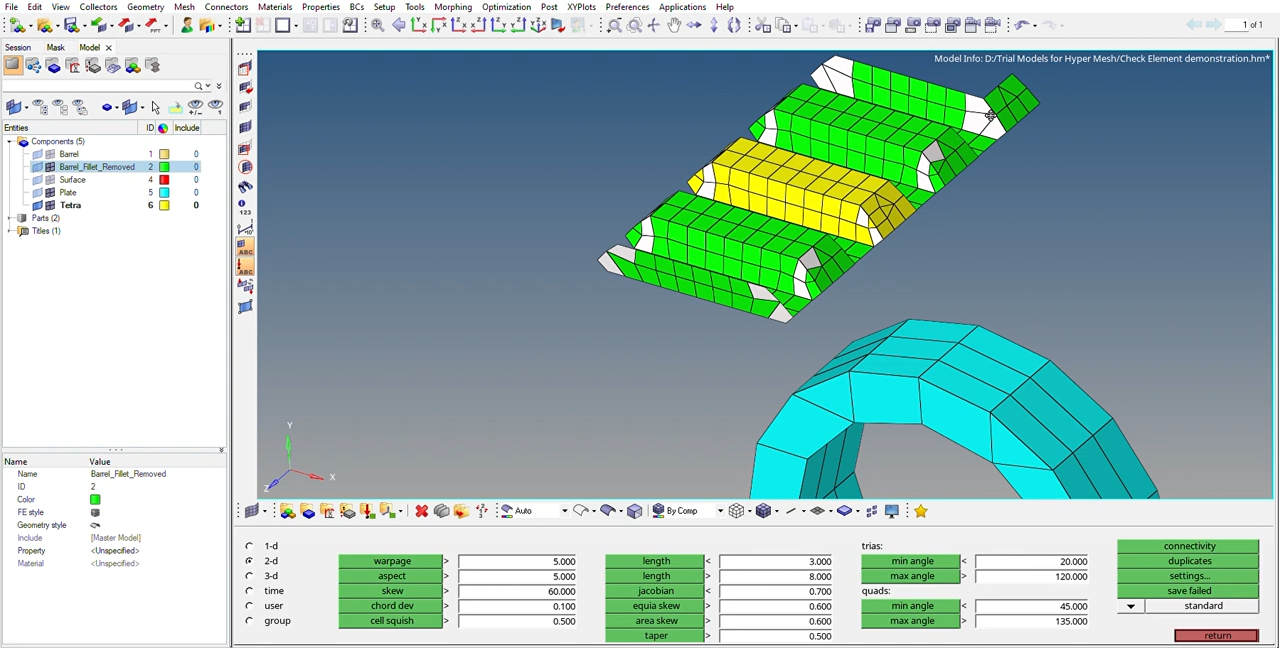 File Edit View Collectors Geometry Mesh Connectors Materials Properties BCs Setup Tools Morphing Optimization Post XYPlots Preferences Applications Help
1 of 1
Session Mask Model
Model Info: D:/Trial Models for Hyper Mesh/Check Element demonstration.hm*
1
123
ABC
ABC
Entities ID Include
Components (5)
Barrel 1 0
Barrel_Fillet_Removed 2 0
Surface 4 0
Plate 5 0
Tetra 6 0
Parts (2)
Titles (1)
Y
X
Z
Name Value
Name Barrel_Fillet_Removed
ID 2
Color
FE style
Geometry style
Include [Master Model]
Property <Unspecified>
Material <Unspecified>
Auto By Comp
1-d trias: connectivity
2-d warpage > 5.000 length < 3.000 min angle < 20.000 duplicates
3-d aspect > 5.000 length > 8.000 max angle > 120.000 settings...
time skew > 60.000 jacobian < 0.700 quads: save failed
user chord dev > 0.100 equia skew > 0.600 min angle < 45.000 standard
group cell squish > 0.500 area skew > 0.600 max angle > 135.000
taper > 0.500 return